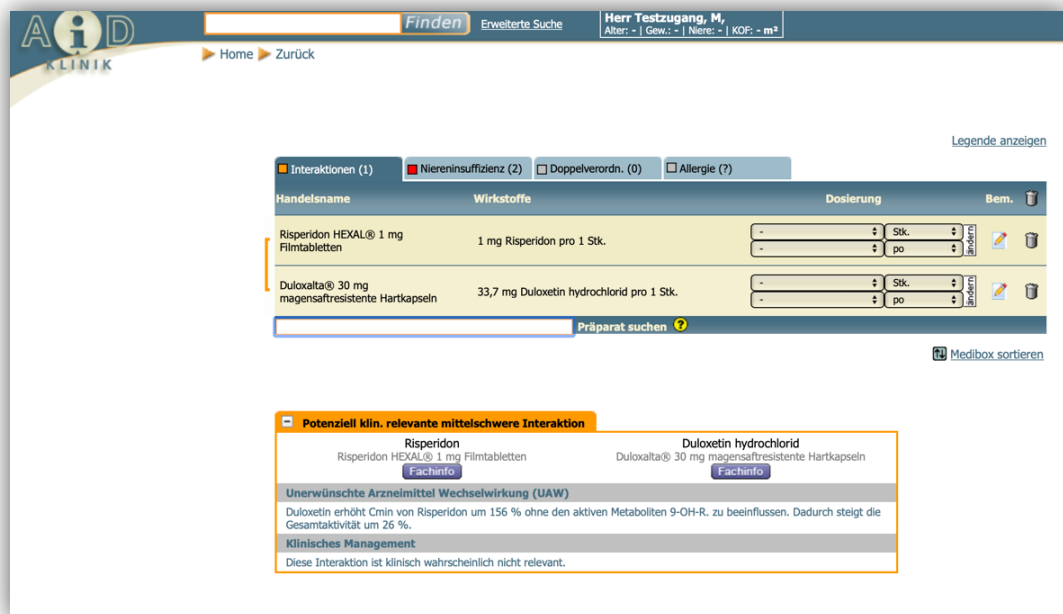 AiD
KLINIK
Finden
Erweiterte Suche
Herr Testzugang, M,
Alter: - | Gew.: - | Niere: - | KOF: - m²
Home Zurück
Legende anzeigen
Interaktionen (1) Niereninsuffizienz (2) Doppelverordn. (0) Allergie (?)
Handelsname Wirkstoffe Dosierung Bem.
Risperidon HEXAL® 1 mg
Filmtabletten
1 mg Risperidon pro 1 Stk.
- Stk.
- po
ändern
Duloxalta® 30 mg
magensaftresistente Hartkapseln
33,7 mg Duloxetin hydrochlorid pro 1 Stk.
- Stk.
- po
ändern
Präparat suchen ?
Medibox sortieren
Potenziell klin. relevante mittelschwere Interaktion
Risperidon Duloxetin hydrochlorid
Risperidon HEXAL® 1 mg Filmtabletten Duloxalta® 30 mg magensaftresistente Hartkapseln
Fachinfo Fachinfo
Unerwünschte Arzneimittel Wechselwirkung (UAW)
Duloxetin erhöht Cmin von Risperidon um 156 % ohne den aktiven Metaboliten 9-OH-R. zu beeinflussen. Dadurch steigt die
Gesamtaktivität um 26 %.
Klinisches Management
Diese Interaktion ist klinisch wahrscheinlich nicht relevant.